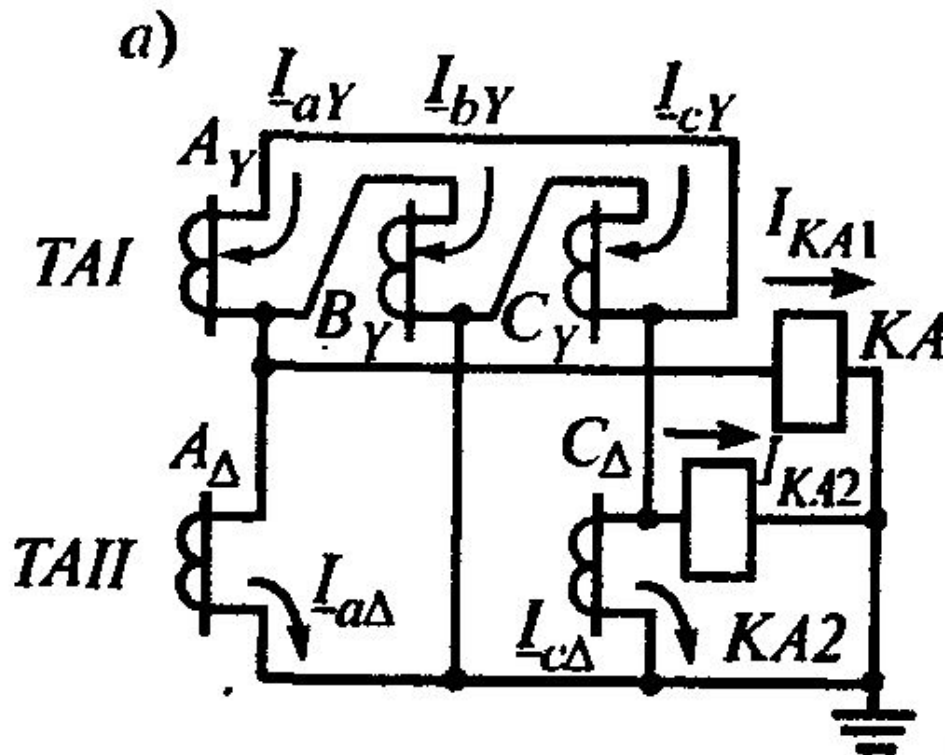 а)
I_aY I_bY I_cY
A_Y
TAI
I_KA1
B_Y C_Y
KA
A_Δ
C_Δ
I_KA2
TAII
I_aΔ
I_cΔ
KA2